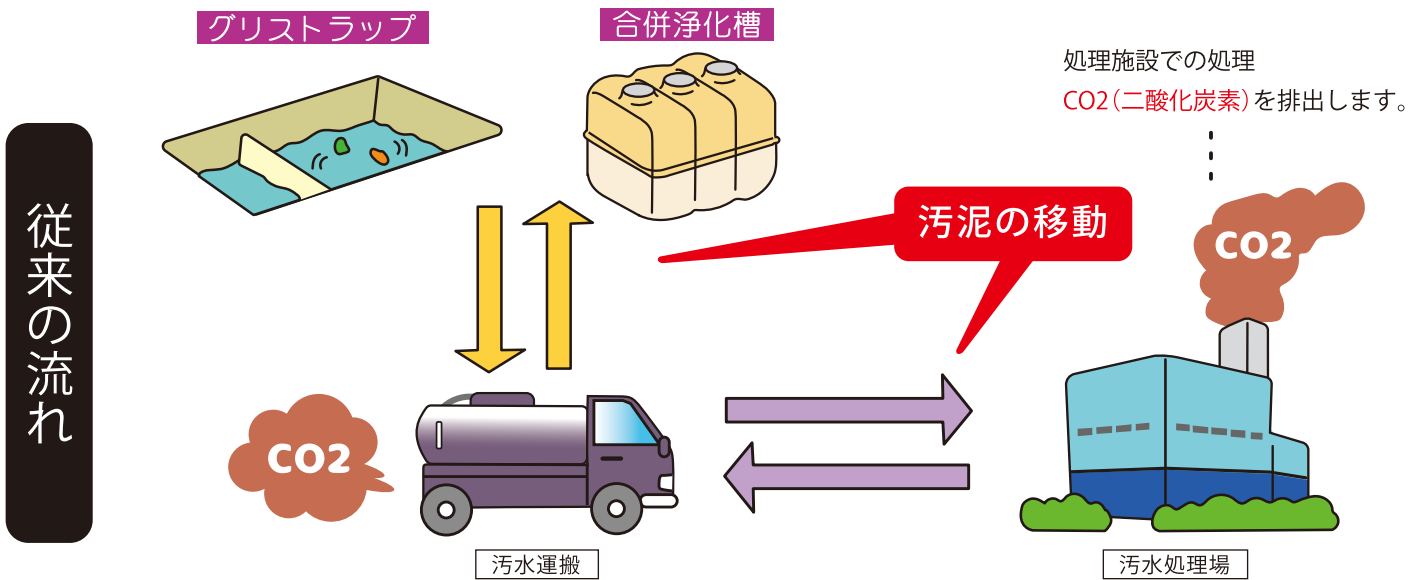 グリストラップ
合併浄化槽
処理施設での処理
CO2(二酸化炭素)を排出します。
従来の流れ
汚泥の移動
CO2
CO2
汚水運搬
汚水処理場